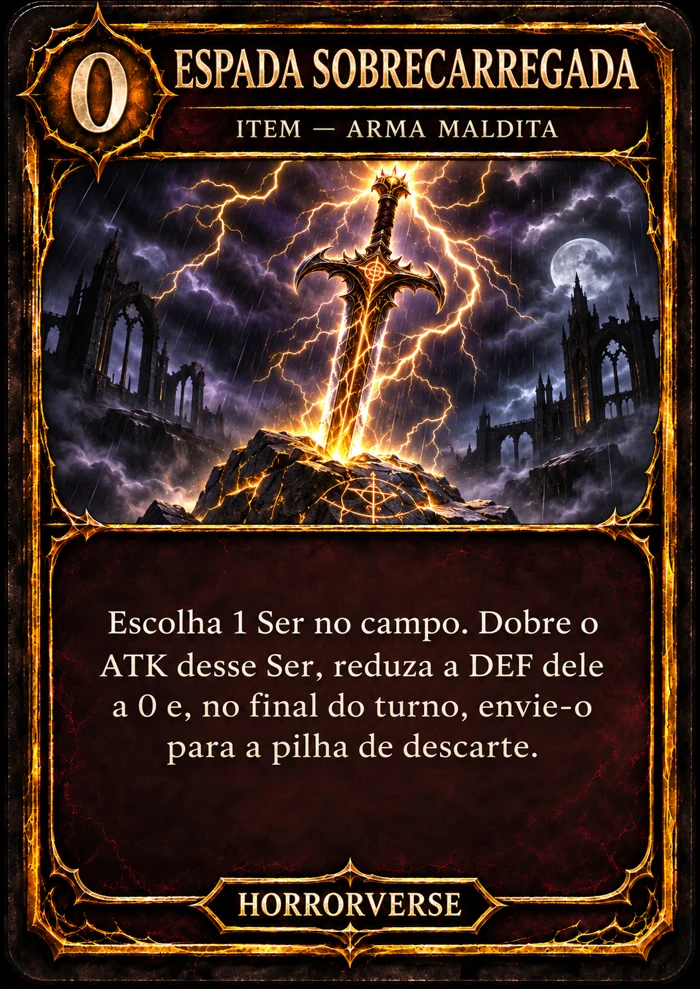 0
ESPADA SOBRECARREGADA
ITEM — ARMA MALDITA
Escolha 1 Ser no campo. Dobre o
ATK desse Ser, reduza a DEF dele
a 0 e, no final do turno, envie-o
para a pilha de descarte.
HORRORVERSE